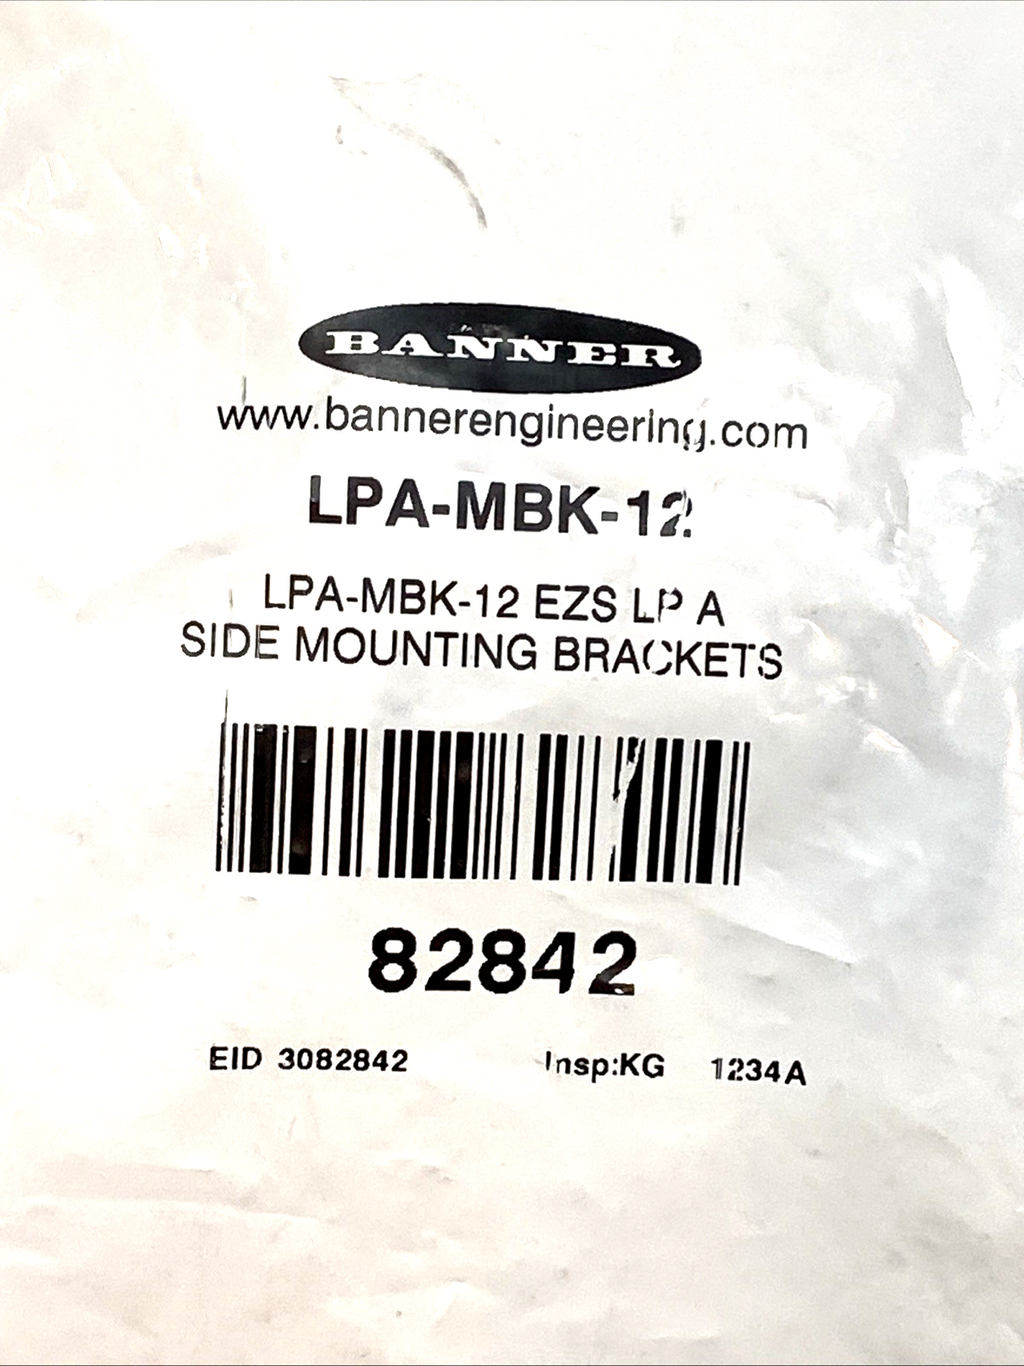 BANNER
www.bannerengineering.com
LPA-MBK-12
LPA-MBK-12 EZS LP A
SIDE MOUNTING BRACKETS
82842
EID 3082842 Insp:KG 1234A